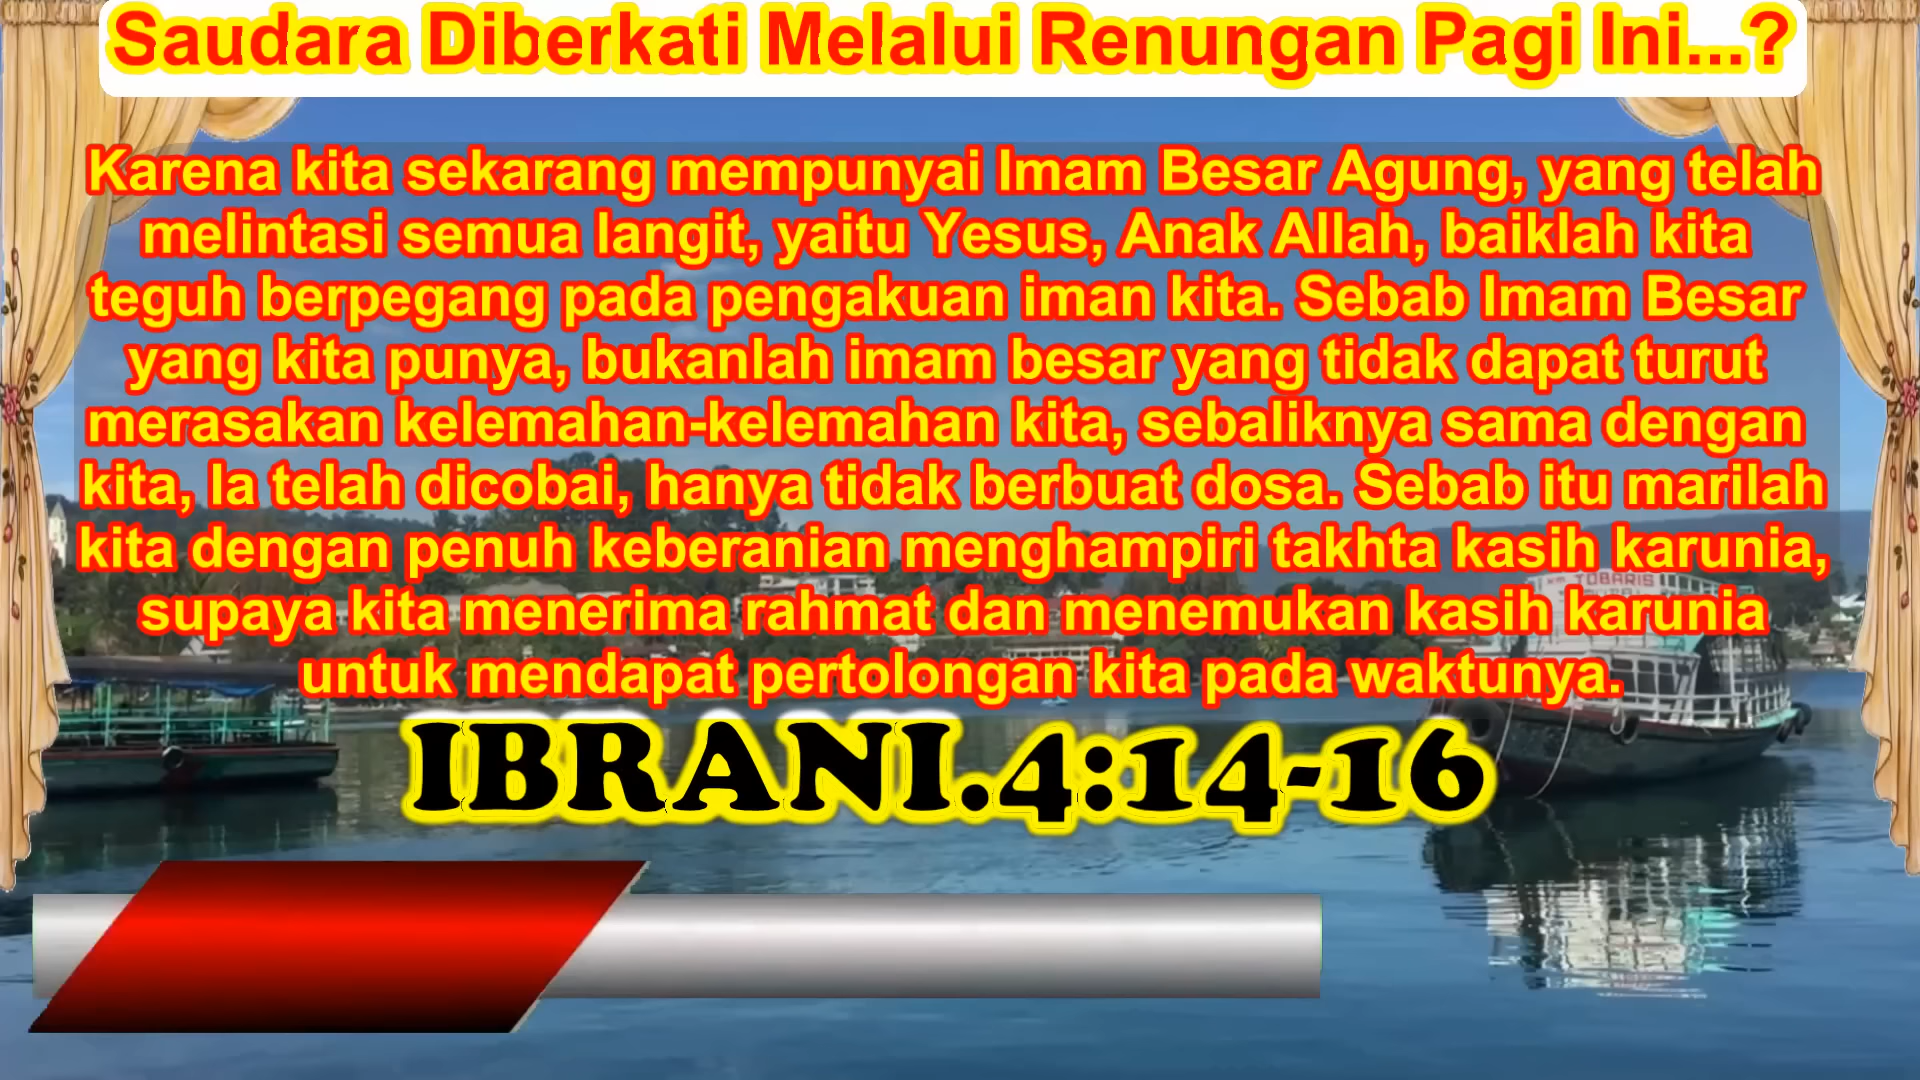 Saudara Diberkati Melalui Renungan Pagi Ini...?
Karena kita sekarang mempunyai Imam Besar Agung, yang telah
melintasi semua langit, yaitu Yesus, Anak Allah, baiklah kita
teguh berpegang pada pengakuan iman kita. Sebab Imam Besar
yang kita punya, bukanlah imam besar yang tidak dapat turut
merasakan kelemahan-kelemahan kita, sebaliknya sama dengan
kita, Ia telah dicobai, hanya tidak berbuat dosa. Sebab itu marilah
kita dengan penuh keberanian menghampiri takhta kasih karunia,
supaya kita menerima rahmat dan menemukan kasih karunia
untuk mendapat pertolongan kita pada waktunya.
TOBARIS
IBRANI.4:14-16